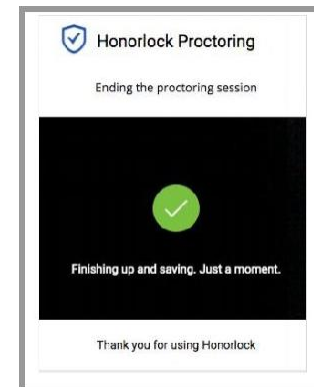 Honorlock Proctoring
Ending the proctoring session
Finishing up and saving. Just a moment.
Thank you for using Honorlock